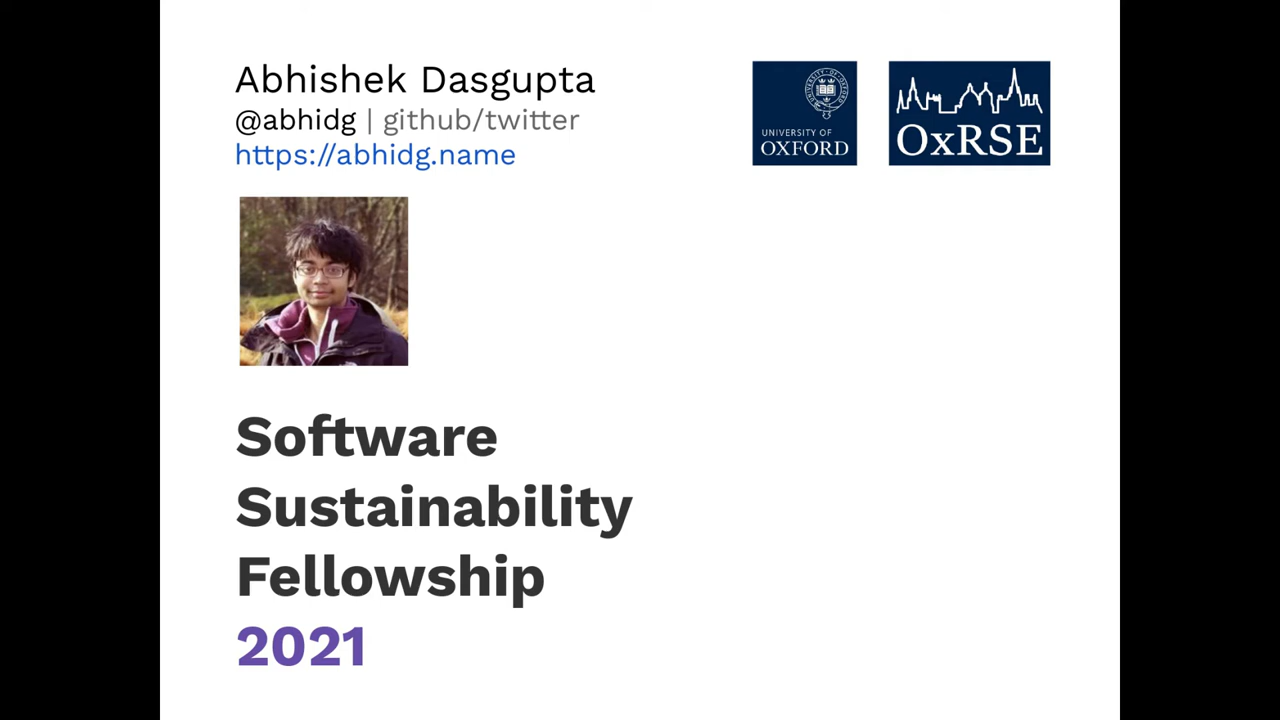 Abhishek Dasgupta
@abhidg | github/twitter
https://abhidg.name
UNIVERSITY OF
OXFORD
OxRSE
Software
Sustainability
Fellowship
2021